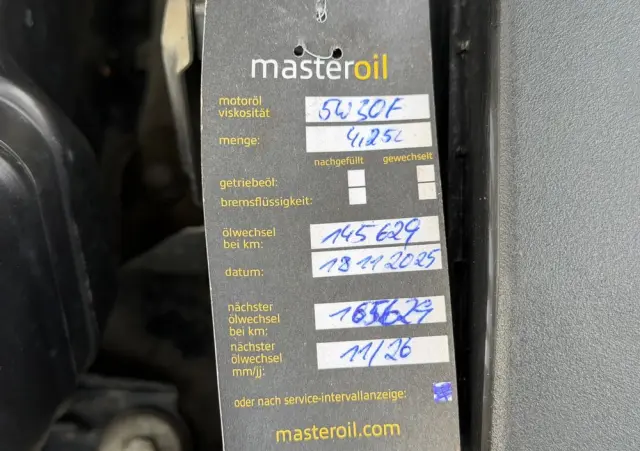 masteroil
motoröl viskosität 5W30F
menge: 4,25L
nachgefüllt gewechselt
getriebeöl:
bremsflüssigkeit:
ölwechsel bei km: 145629
datum: 18 11 2025
nächster ölwechsel bei km: 165629
nächster ölwechsel mm/jj: 11/26
oder nach service-intervallanzeige:
masteroil.com